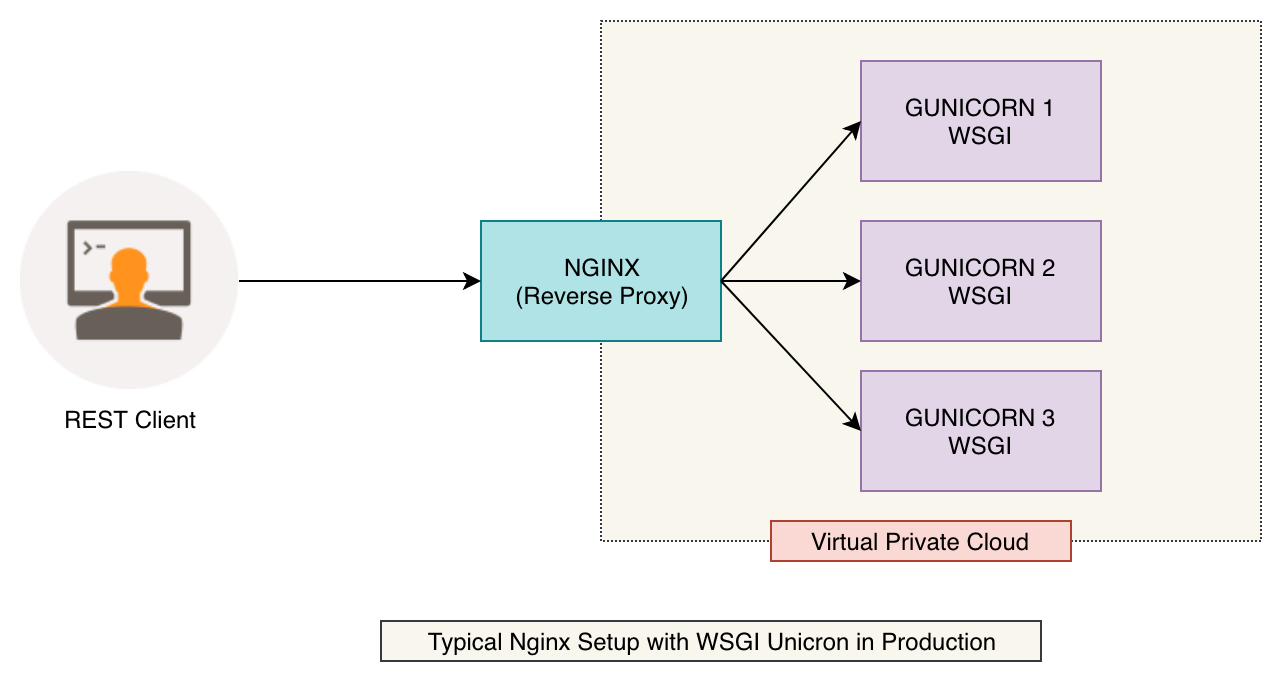 GUNICORN 1
WSGI
>-
NGINX
(Reverse Proxy)
GUNICORN 2
WSGI
REST Client
GUNICORN 3
WSGI
Virtual Private Cloud
Typical Nginx Setup with WSGI Unicron in Production